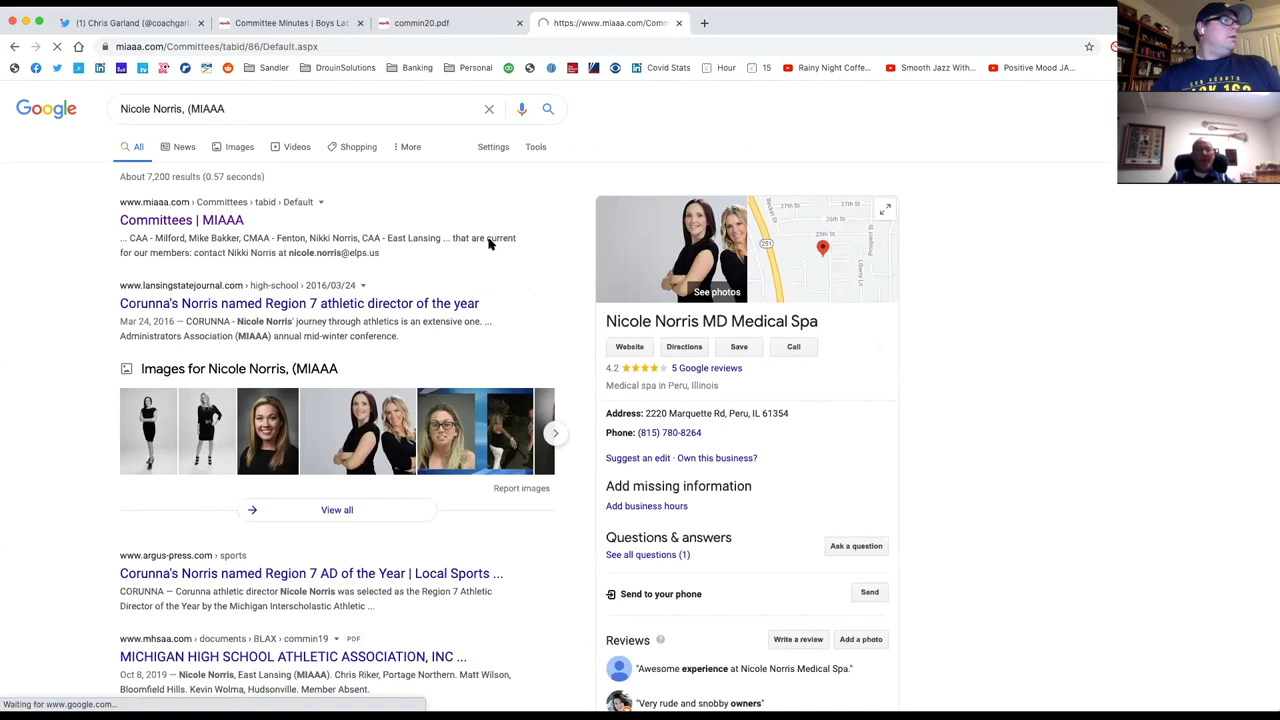 (1) Chris Garland (@coachgarl
Committee Minutes | Boys Lac
commin20.pdf
https://www.miaaa.com/Comm
miaaa.com/Committees/tabid/86/Default.aspx
Sandler
DrouinSolutions
Banking
Personal
Covid Stats
Hour
15
Rainy Night Coffe...
Smooth Jazz With...
Positive Mood JA...
Google
Nicole Norris, (MIAAA
All
News
Images
Videos
Shopping
More
Settings
Tools
About 7,200 results (0.57 seconds)
www.miaaa.com › Committees › tabid › Default
Committees | MIAAA
... CAA - Milford, Mike Bakker, CMAA - Fenton, Nikki Norris, CAA - East Lansing ... that are current
for our members: contact Nikki Norris at nicole.norris@elps.us
www.lansingstatejournal.com › high-school › 2016/03/24
Corunna's Norris named Region 7 athletic director of the year
Mar 24, 2016 — CORUNNA - Nicole Norris' journey through athletics is an extensive one. ...
Administrators Association (MIAAA) annual mid-winter conference.
Images for Nicole Norris, (MIAAA
Report images
View all
www.argus-press.com › sports
Corunna's Norris named Region 7 AD of the Year | Local Sports ...
CORUNNA — Corunna athletic director Nicole Norris was selected as the Region 7 Athletic
Director of the Year by the Michigan Interscholastic Athletic ...
www.mhsaa.com › documents › BLAX › commin19
PDF
MICHIGAN HIGH SCHOOL ATHLETIC ASSOCIATION, INC ...
Oct 8, 2019 — Nicole Norris, East Lansing (MIAAA). Chris Riker, Portage Northern. Matt Wilson,
Bloomfield Hills. Kevin Wolma, Hudsonville. Member Absent.
Waiting for www.google.com...
27th St
27th St
26th St
25th St
251
See photos
Nicole Norris MD Medical Spa
Website
Directions
Save
Call
4.2
5 Google reviews
Medical spa in Peru, Illinois
Address: 2220 Marquette Rd, Peru, IL 61354
Phone: (815) 780-8264
Suggest an edit · Own this business?
Add missing information
Add business hours
Questions & answers
See all questions (1)
Ask a question
Send to your phone
Send
Reviews
Write a review
Add a photo
"Awesome experience at Nicole Norris Medical Spa."
"Very rude and snobby owners"